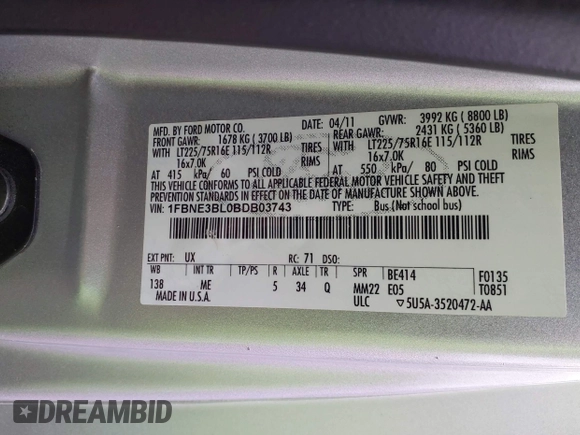 MFD. BY FORD MOTOR CO. DATE: 04/11 GVWR: 3992 KG ( 8800 LB)
FRONT GAWR: 1678 KG ( 3700 LB) REAR GAWR: 2431 KG ( 5360 LB)
WITH LT225/75R16E 115/112R TIRES WITH LT225/75R16E 115/112R TIRES
16x7.0K RIMS 16x7.0K RIMS
AT 415 kPa/ 60 PSI COLD AT 550 kPa/ 80 PSI COLD
THIS VEHICLE CONFORMS TO ALL APPLICABLE FEDERAL MOTOR VEHICLE SAFETY AND THEFT
PREVENTION STANDARDS IN EFFECT ON THE DATE OF MANUFACTURE SHOWN ABOVE.
VIN: 1FBNE3BL0BDB03743 TYPE: Bus (Not school bus)
EXT PNT: UX RC: 71 DSO:
WB INT TR TP/PS R AXLE TR SPR BE414 F0135
138 ME 5 34 Q MM22 E05 T0851
MADE IN U.S.A. ULC ▽5U5A-3520472-AA
DREAMBID